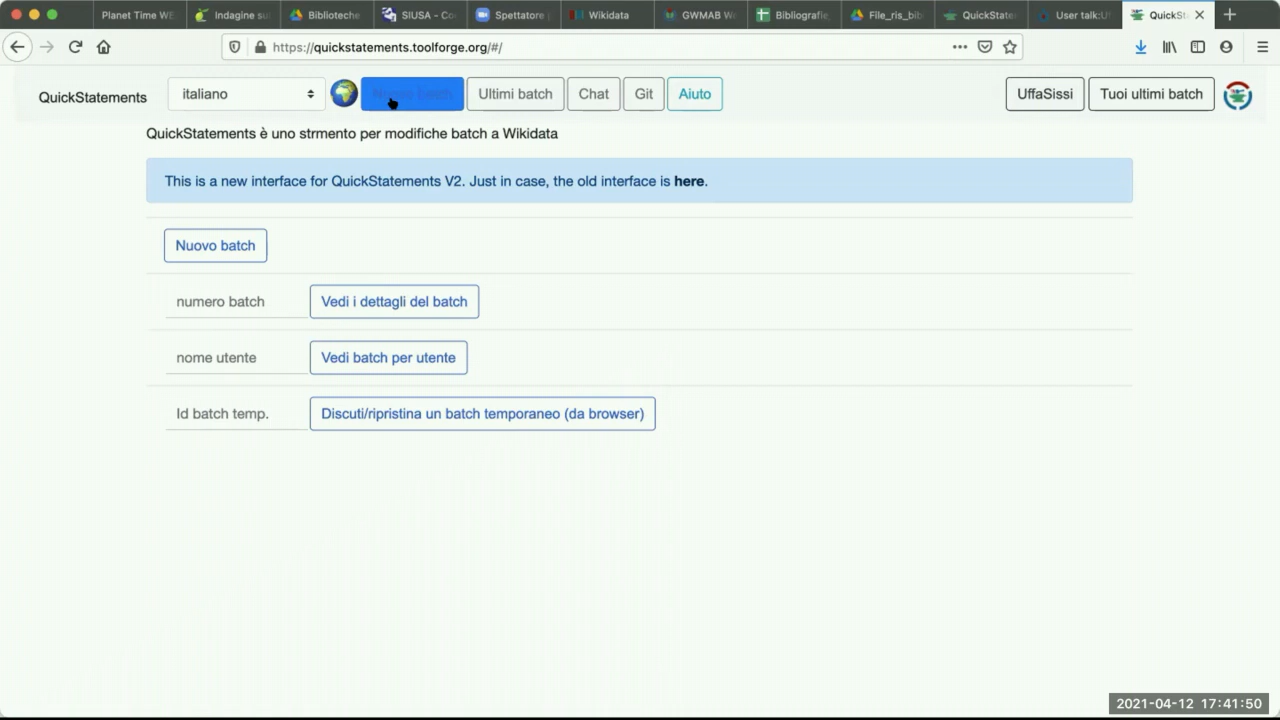 Planet Time WE
Indagine su
Biblioteche
SIUSA - Co
Spettatore
Wikidata
GWMAB W
Bibliografie
File_ris_bib
QuickState
User talk:U
QuickSt
https://quickstatements.toolforge.org/#/
QuickStatements
italiano
Nuovo batch
Ultimi batch
Chat
Git
Aiuto
UffaSissi
Tuoi ultimi batch
QuickStatements è uno strmento per modifiche batch a Wikidata
This is a new interface for QuickStatements V2. Just in case, the old interface is here.
Nuovo batch
numero batch
Vedi i dettagli del batch
nome utente
Vedi batch per utente
Id batch temp.
Discuti/ripristina un batch temporaneo (da browser)
2021-04-12 17:41:50